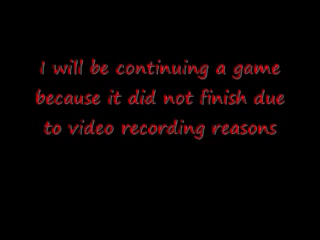 I will be continuing a game
because it did not finish due
to video recording reasons